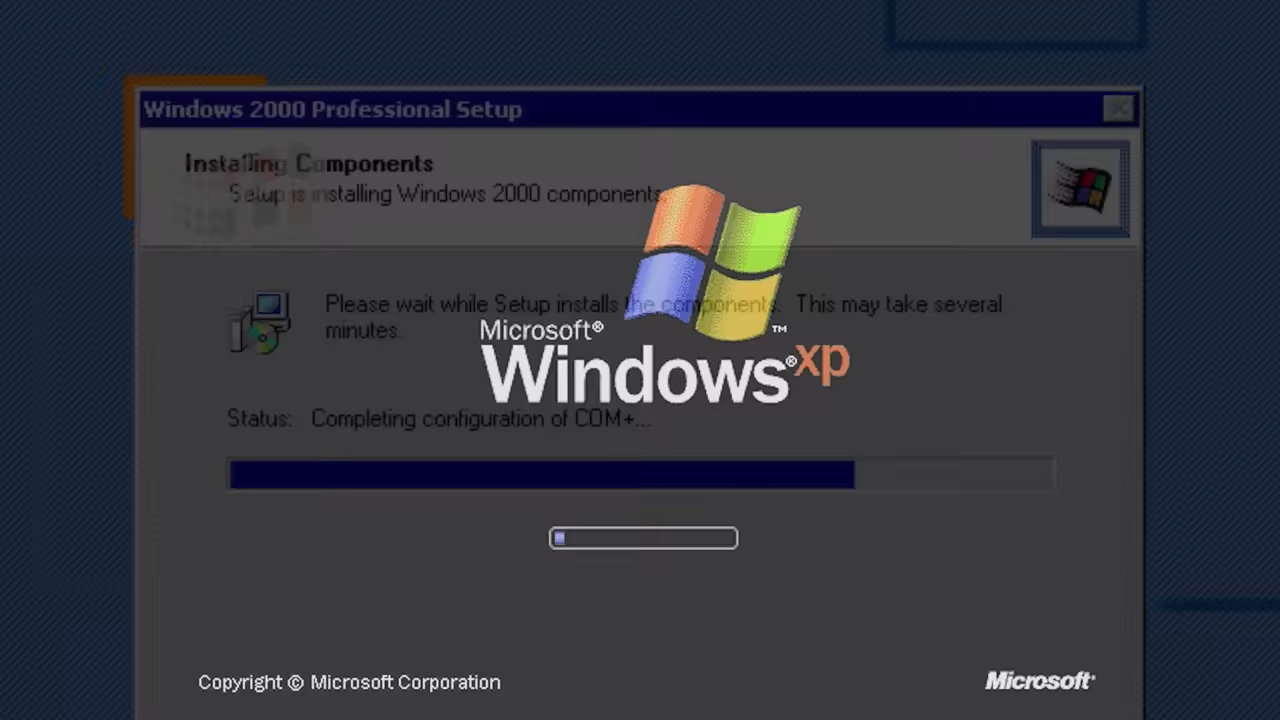 Windows 2000 Professional Setup
Installing Components
Setup is installing Windows 2000 components.
Please wait while Setup installs the components. This may take several
minutes.
Microsoft®
Windows®xp™
Status: Completing configuration of COM+...
Copyright © Microsoft Corporation
Microsoft®